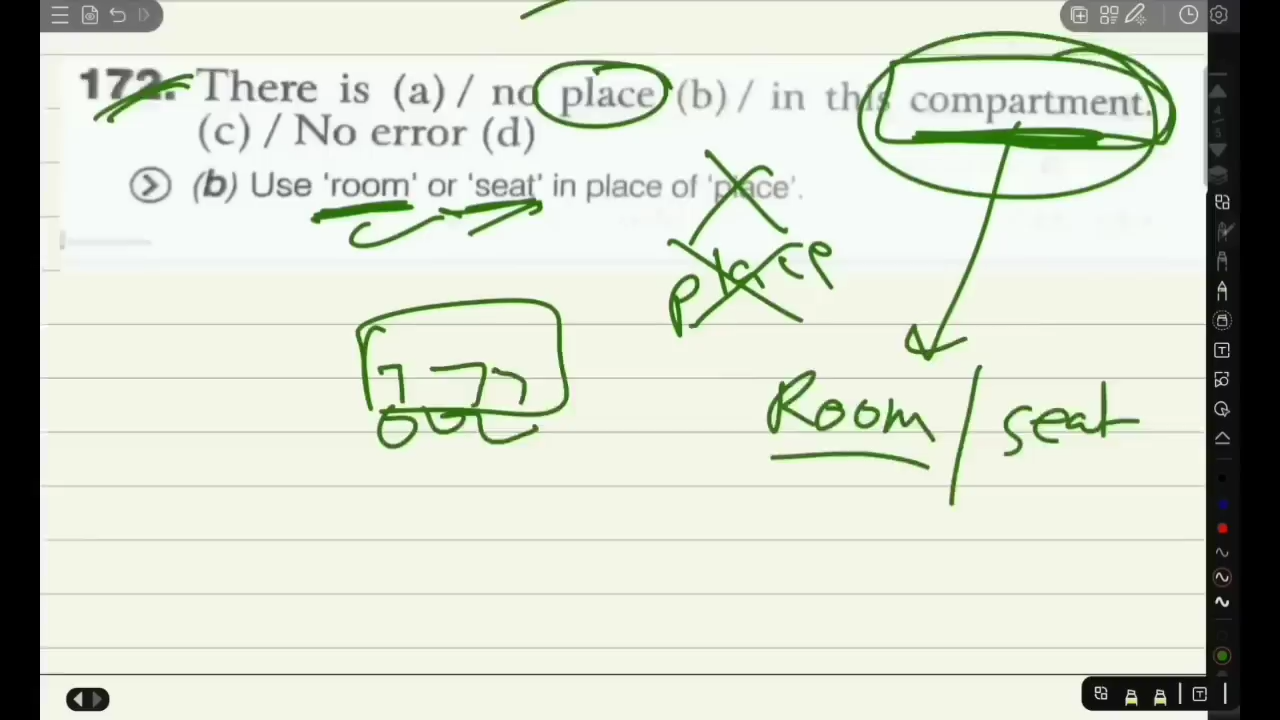 172. There is (a) / no place (b) / in this compartment.
(c) / No error (d)
(b) Use 'room' or 'seat' in place of 'place'.
place
Room / seat